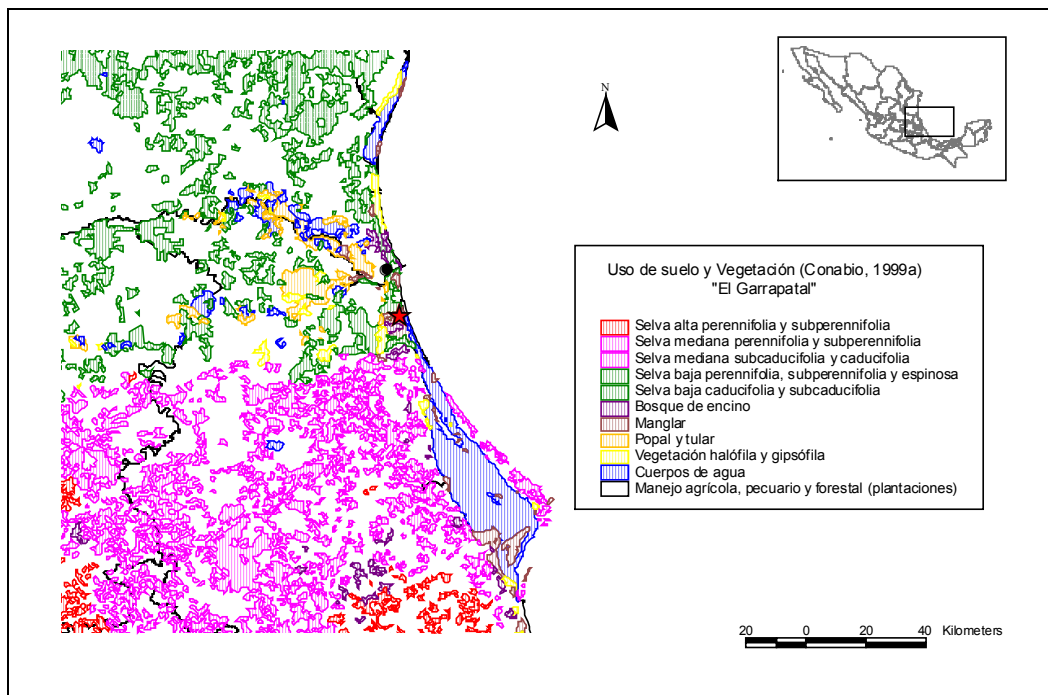 N
Uso de suelo y Vegetación (Conabio, 1999a)
"El Garrapatal"
Selva alta perennifolia y subperennifolia
Selva mediana perennifolia y subperennifolia
Selva mediana subcaducifolia y caducifolia
Selva baja perennifolia, subperennifolia y espinosa
Selva baja caducifolia y subcaducifolia
Bosque de encino
Manglar
Popal y tular
Vegetación halófila y gipsófila
Cuerpos de agua
Manejo agrícola, pecuario y forestal (plantaciones)
20 0 20 40 Kilometers